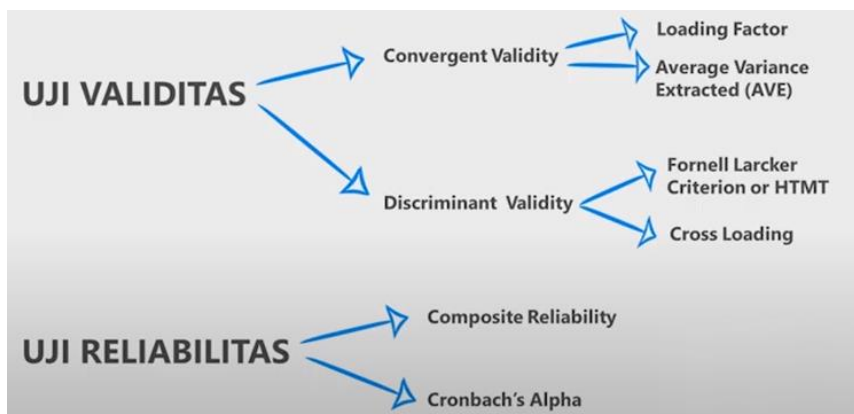 UJI VALIDITAS
Convergent Validity
Loading Factor
Average Variance
Extracted (AVE)
Discriminant Validity
Fornell Larcker
Criterion or HTMT
Cross Loading
UJI RELIABILITAS
Composite Reliability
Cronbach's Alpha